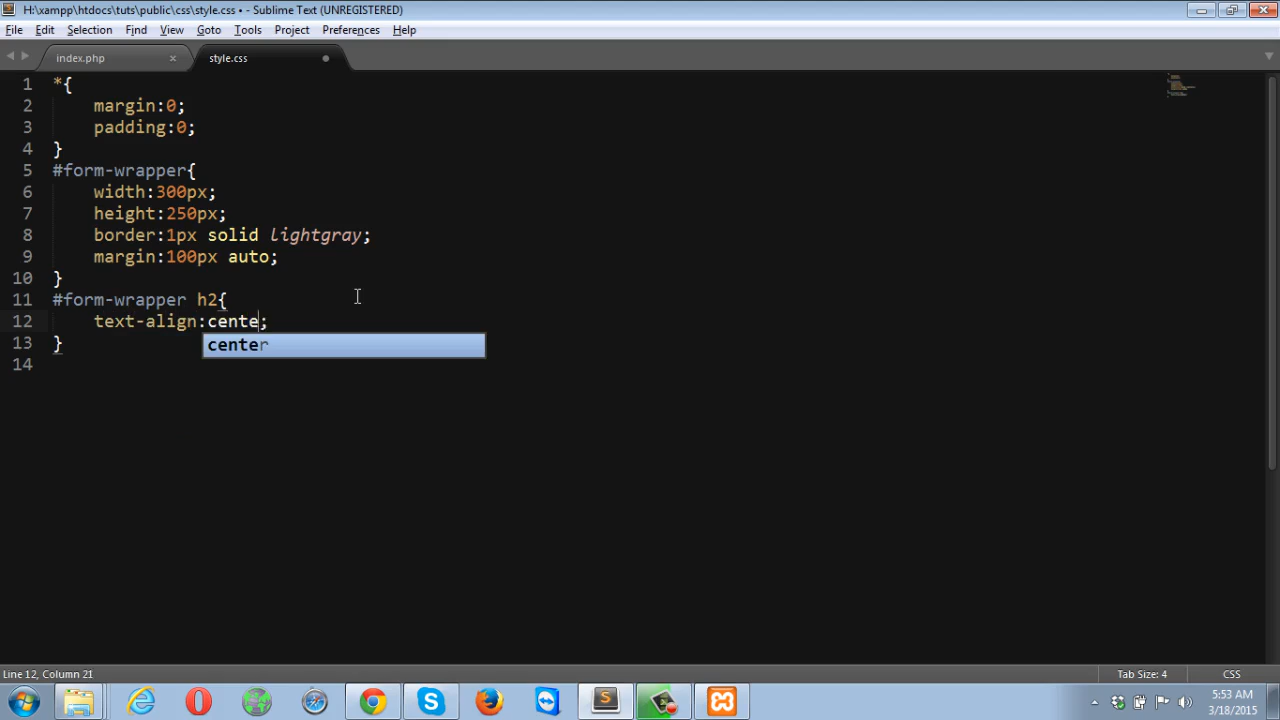 H:\xampp\htdocs\tuts\public\css\style.css • - Sublime Text (UNREGISTERED)
File Edit Selection Find View Goto Tools Project Preferences Help
index.php style.css
1 *{
2 margin:0;
3 padding:0;
4 }
5 #form-wrapper{
6 width:300px;
7 height:250px;
8 border:1px solid lightgray;
9 margin:100px auto;
10 }
11 #form-wrapper h2{
12 text-align:cente;
center
13 }
14
Line 12, Column 21 Tab Size: 4 CSS
5:53 AM
3/18/2015